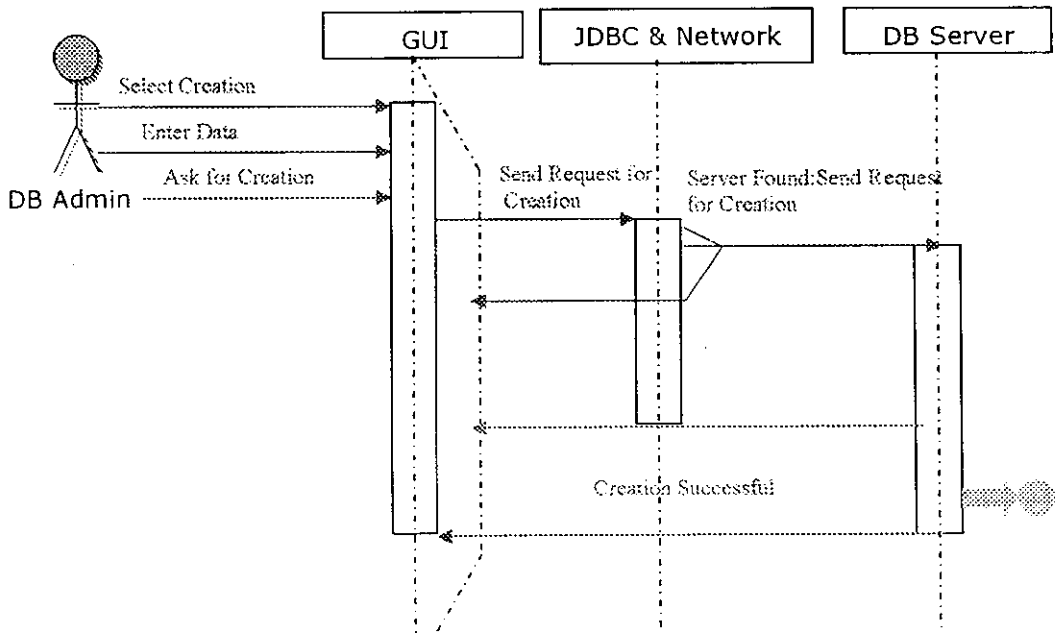 GUI
JDBC & Network
DB Server
Select Creation
Enter Data
Ask for Creation
DB Admin
Send Request for
Creation
Server Found:Send Request
for Creation
Creation Successful